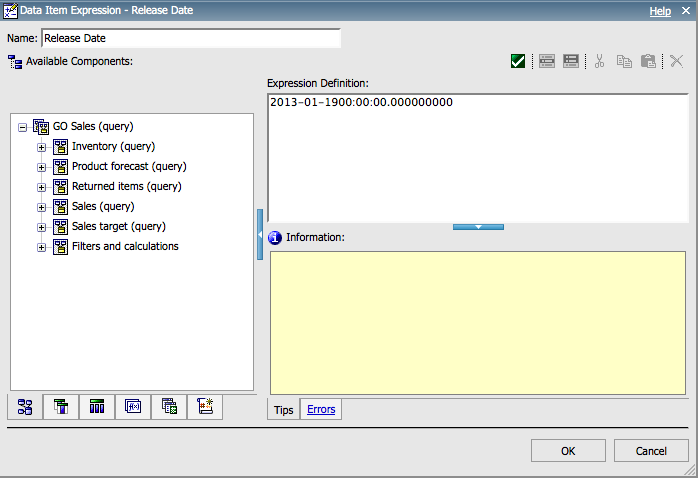 Data Item Expression - Release Date
Help
Name: Release Date
Available Components:
Expression Definition:
2013-01-1900:00:00.000000000
GO Sales (query)
Inventory (query)
Product forecast (query)
Returned items (query)
Sales (query)
Sales target (query)
Filters and calculations
Information:
Tips
Errors
OK
Cancel